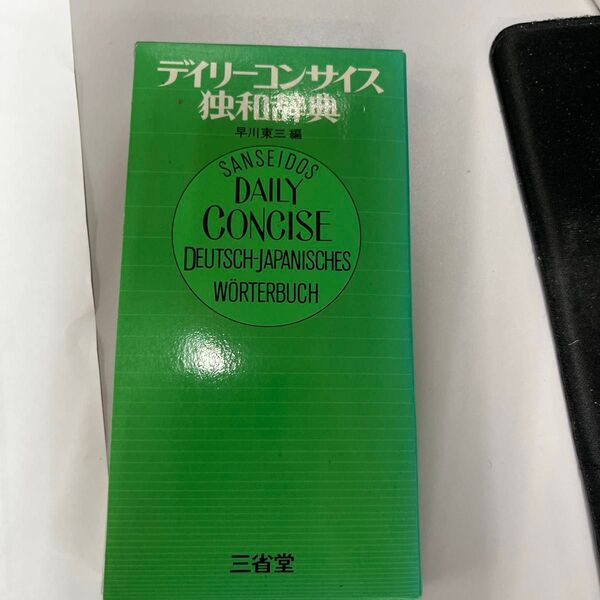 デイリーコンサイス
独和辞典
早川東三 編
SANSEIDOS
DAILY
CONCISE
DEUTSCH-JAPANISCHES
WÖRTERBUCH
三省堂